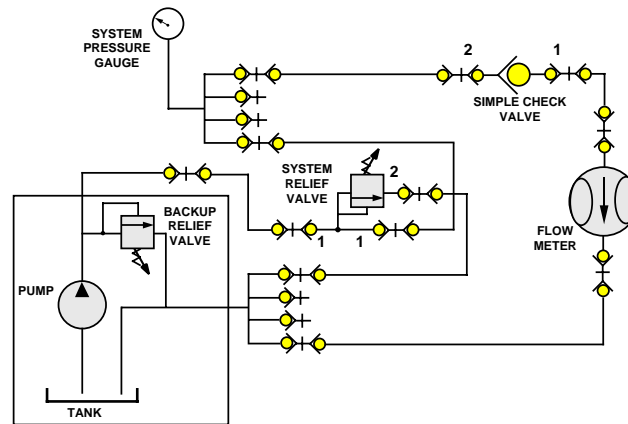 SYSTEM
PRESSURE
GAUGE
2
1
SIMPLE CHECK
VALVE
SYSTEM
RELIEF
VALVE
2
BACKUP
RELIEF
VALVE
1
1
FLOW
METER
PUMP
TANK